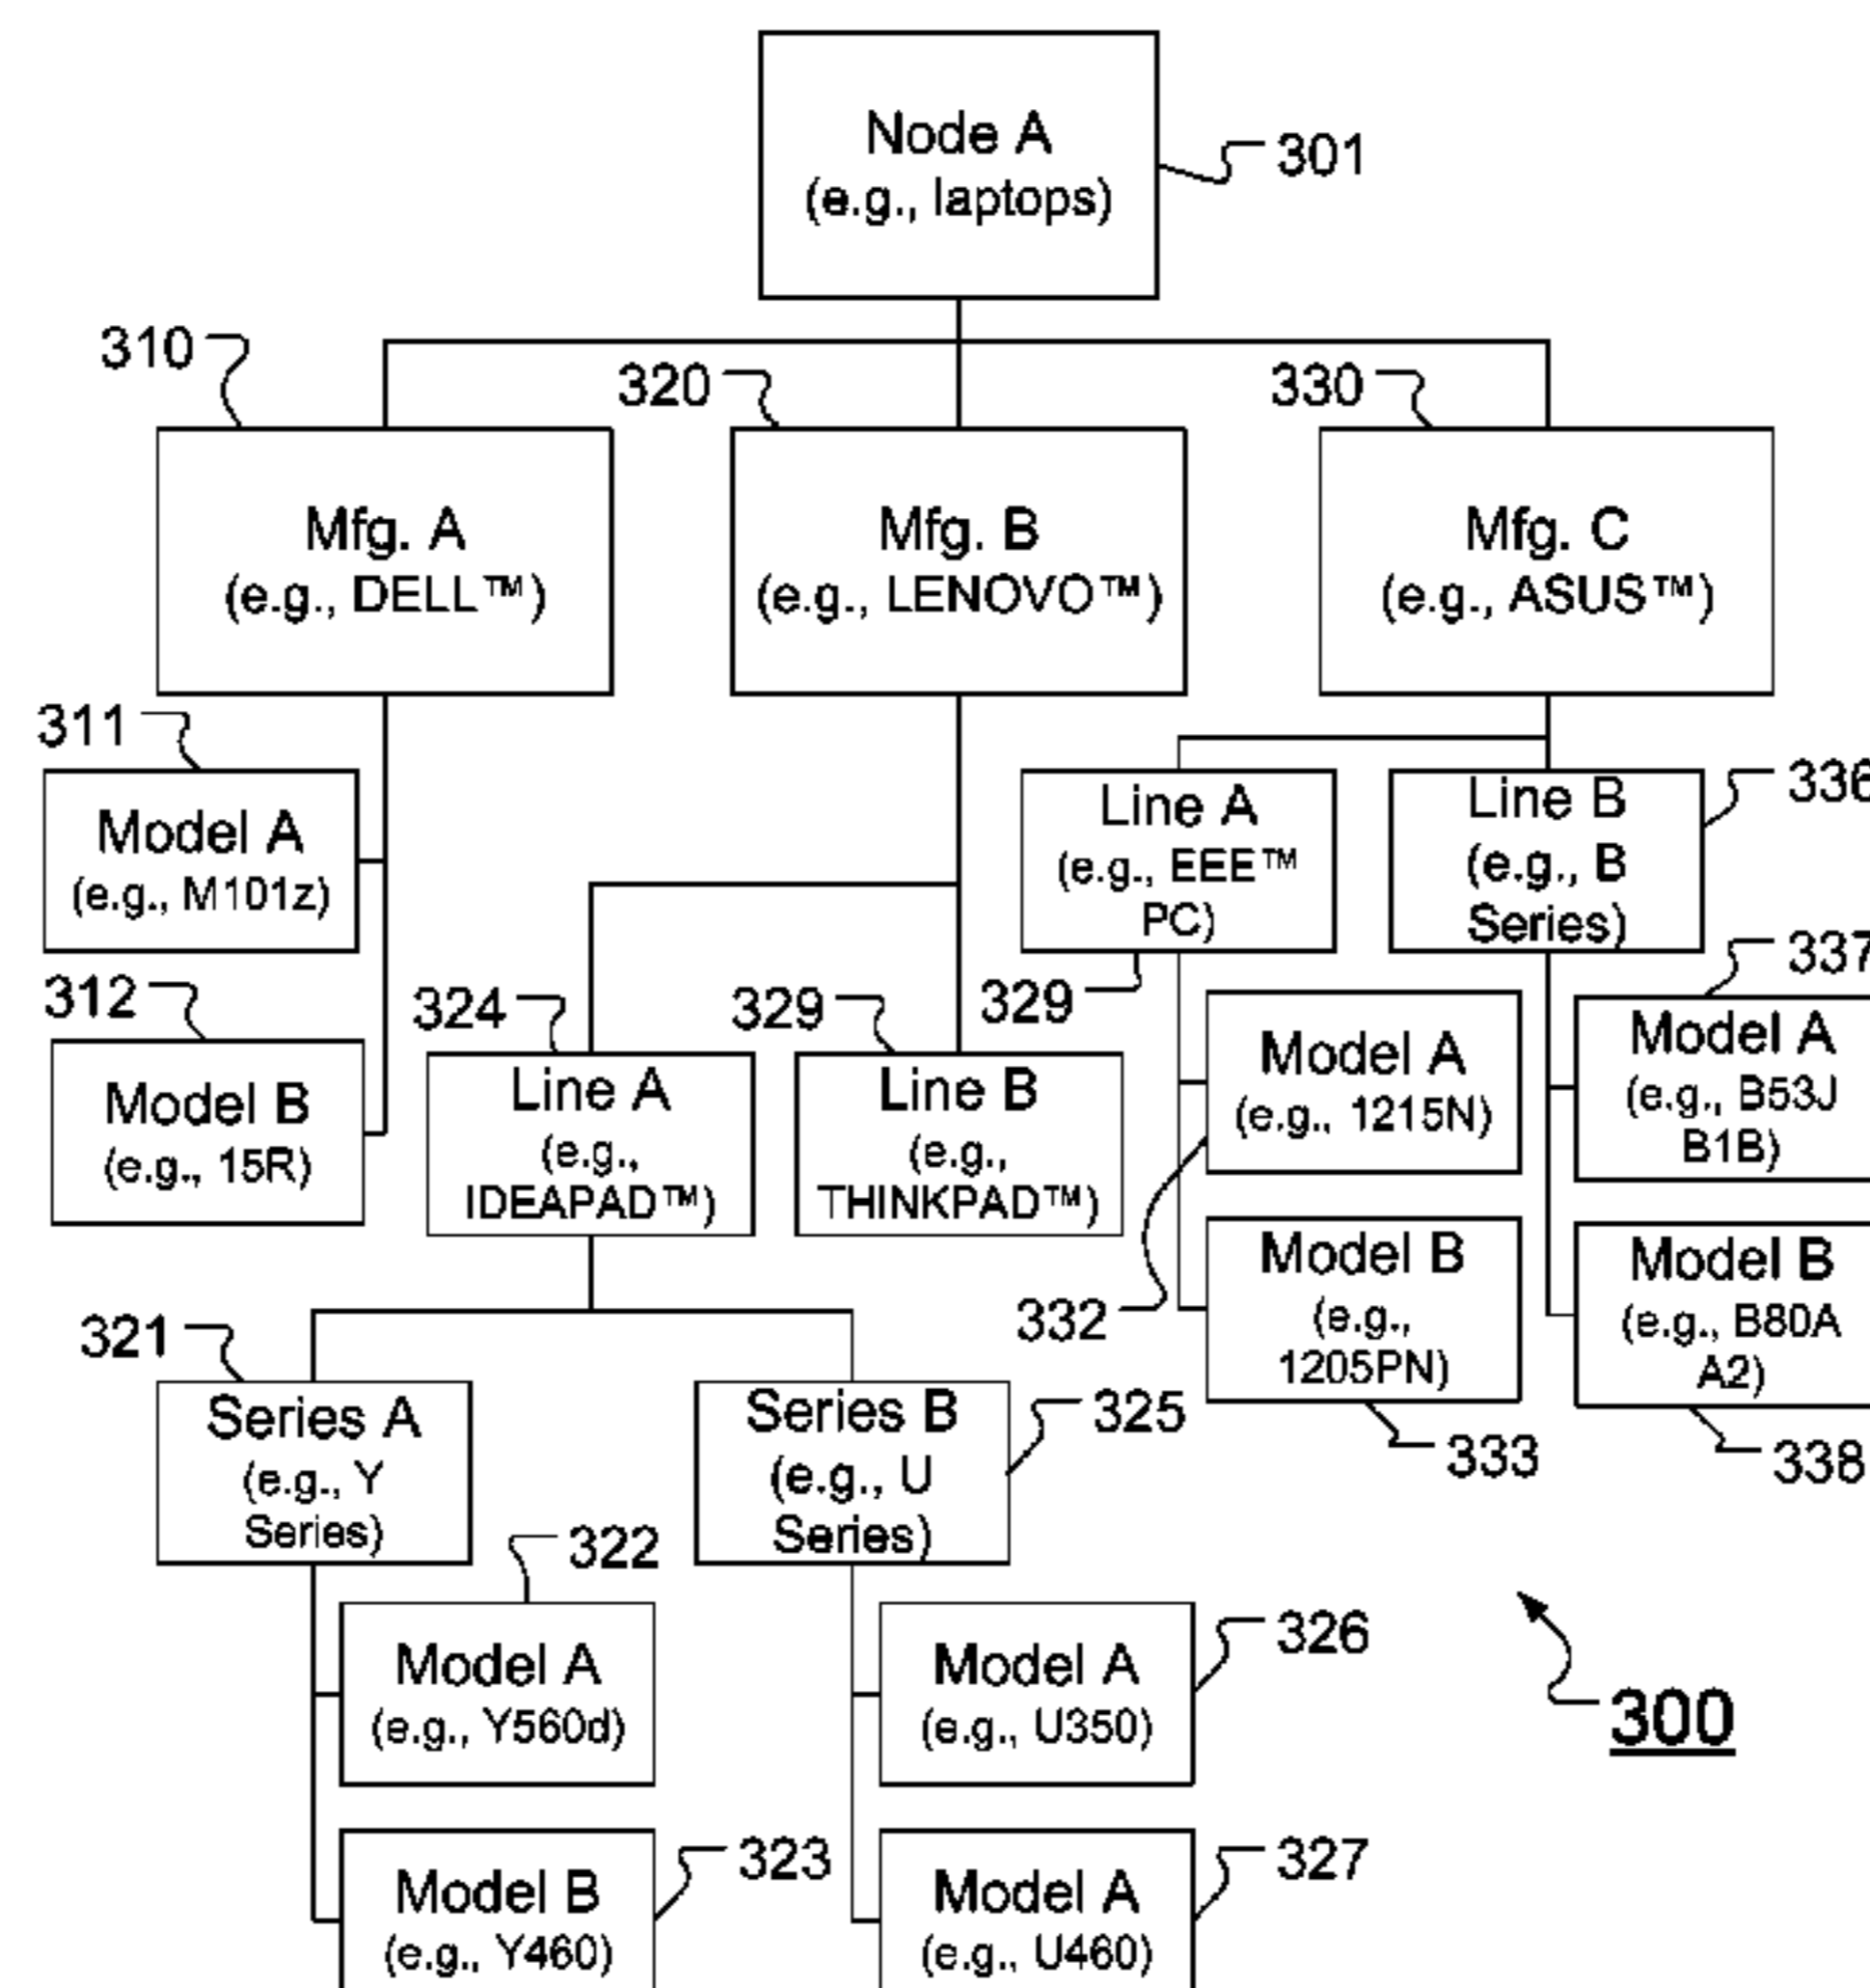 Node A
(e.g., laptops)
301
310
320
330
Mfg. A
(e.g., DELL™)
Mfg. B
(e.g., LENOVO™)
Mfg. C
(e.g., ASUS™)
311
Model A
(e.g., M101z)
312
Model B
(e.g., 15R)
324
Line A
(e.g.,
IDEAPAD™)
329
Line B
(e.g.,
THINKPAD™)
Line A
(e.g., EEE™
PC)
329
Line B
(e.g., B
Series)
336
Model A
(e.g., 1215N)
332
Model B
(e.g.,
1205PN)
333
337
Model A
(e.g., B53J
B1B)
Model B
(e.g., B80A
A2)
338
321
Series A
(e.g., Y
Series)
322
Model A
(e.g., Y560d)
Model B
(e.g., Y460)
323
Series B
(e.g., U
Series)
325
Model A
(e.g., U350)
326
Model A
(e.g., U460)
327
300